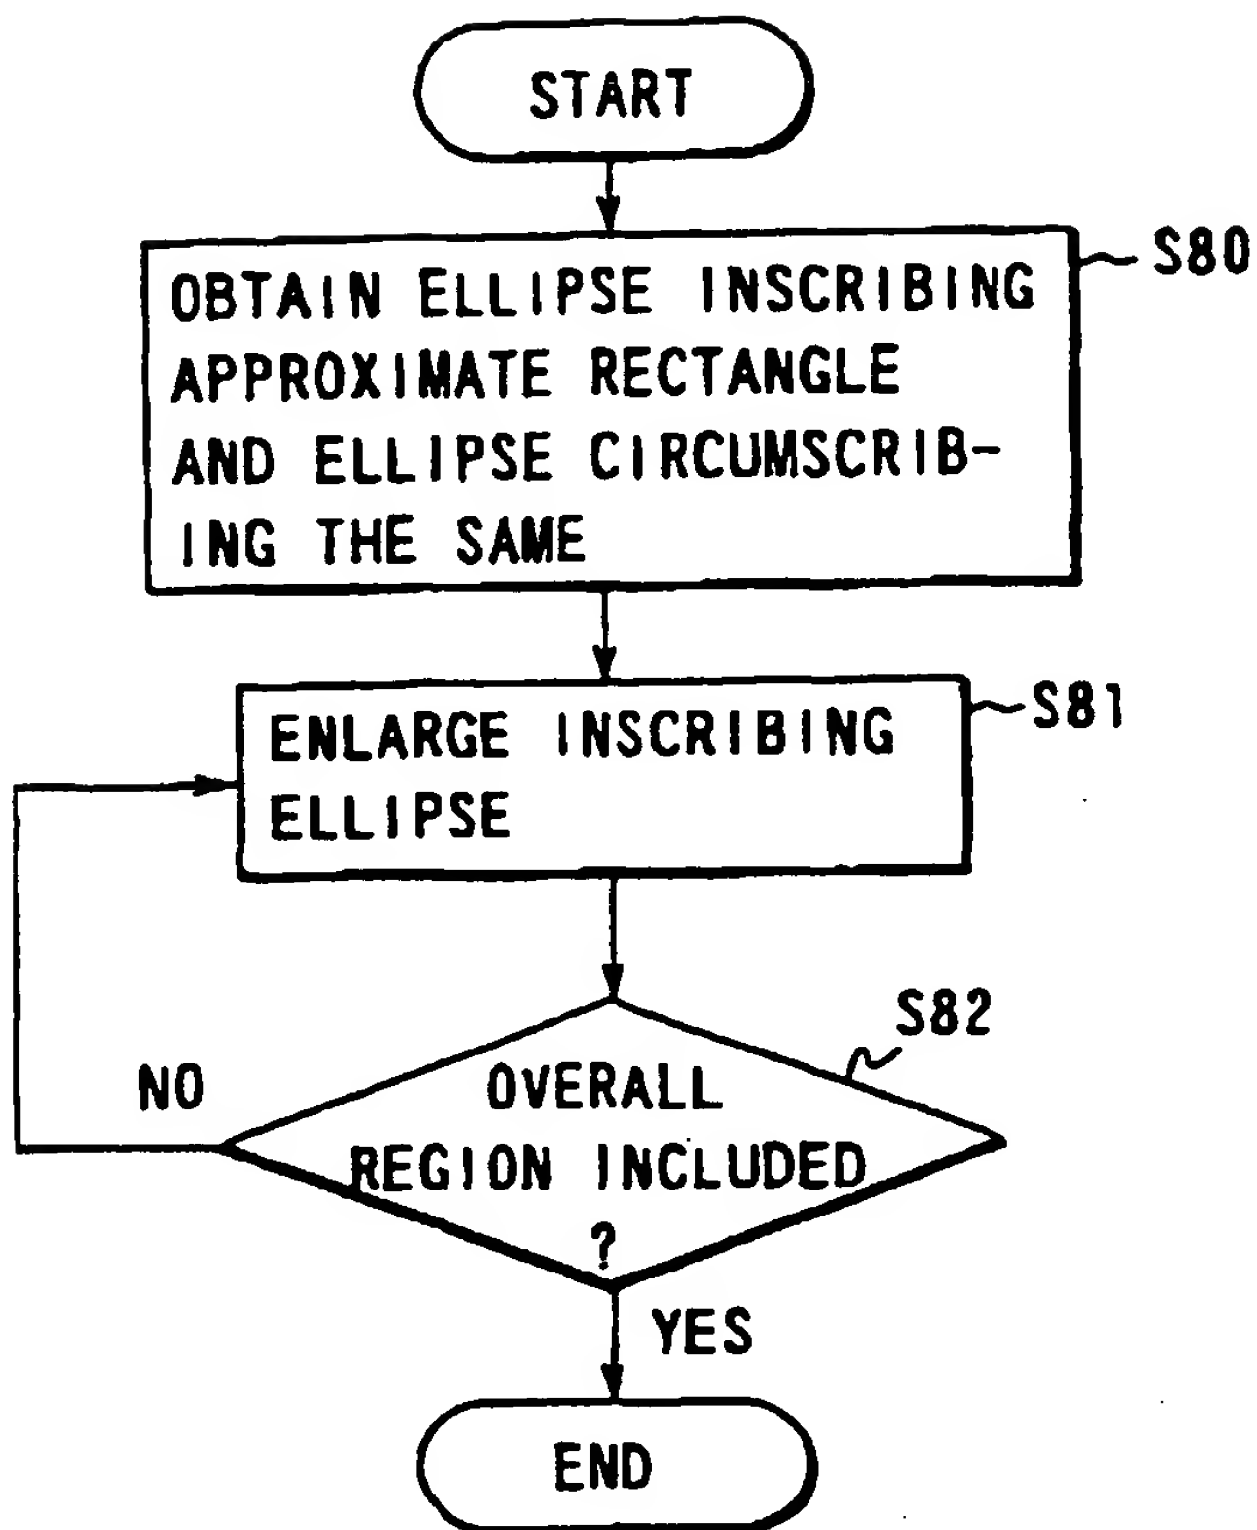 START
S80
OBTAIN ELLIPSE INSCRIBING
APPROXIMATE RECTANGLE
AND ELLIPSE CIRCUMSCRIB-
ING THE SAME
S81
ENLARGE INSCRIBING
ELLIPSE
S82
NO
OVERALL
REGION INCLUDED
?
YES
END